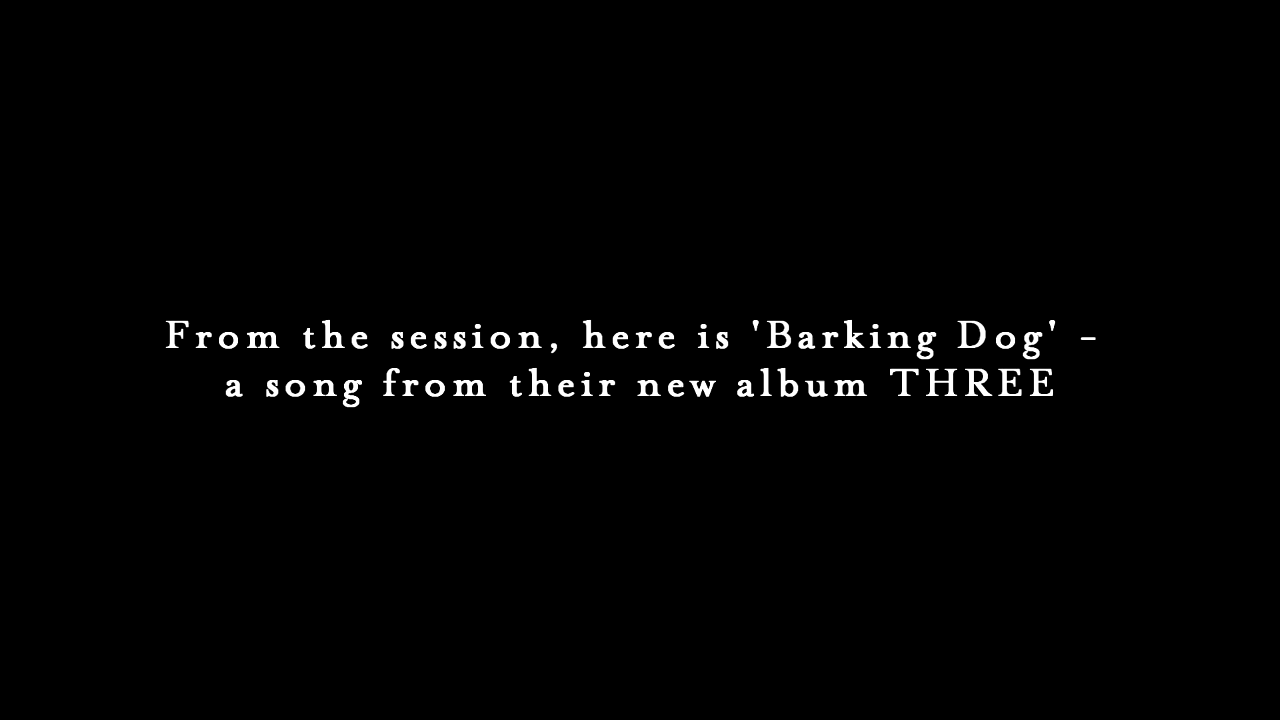 From the session, here is 'Barking Dog' –
a song from their new album THREE